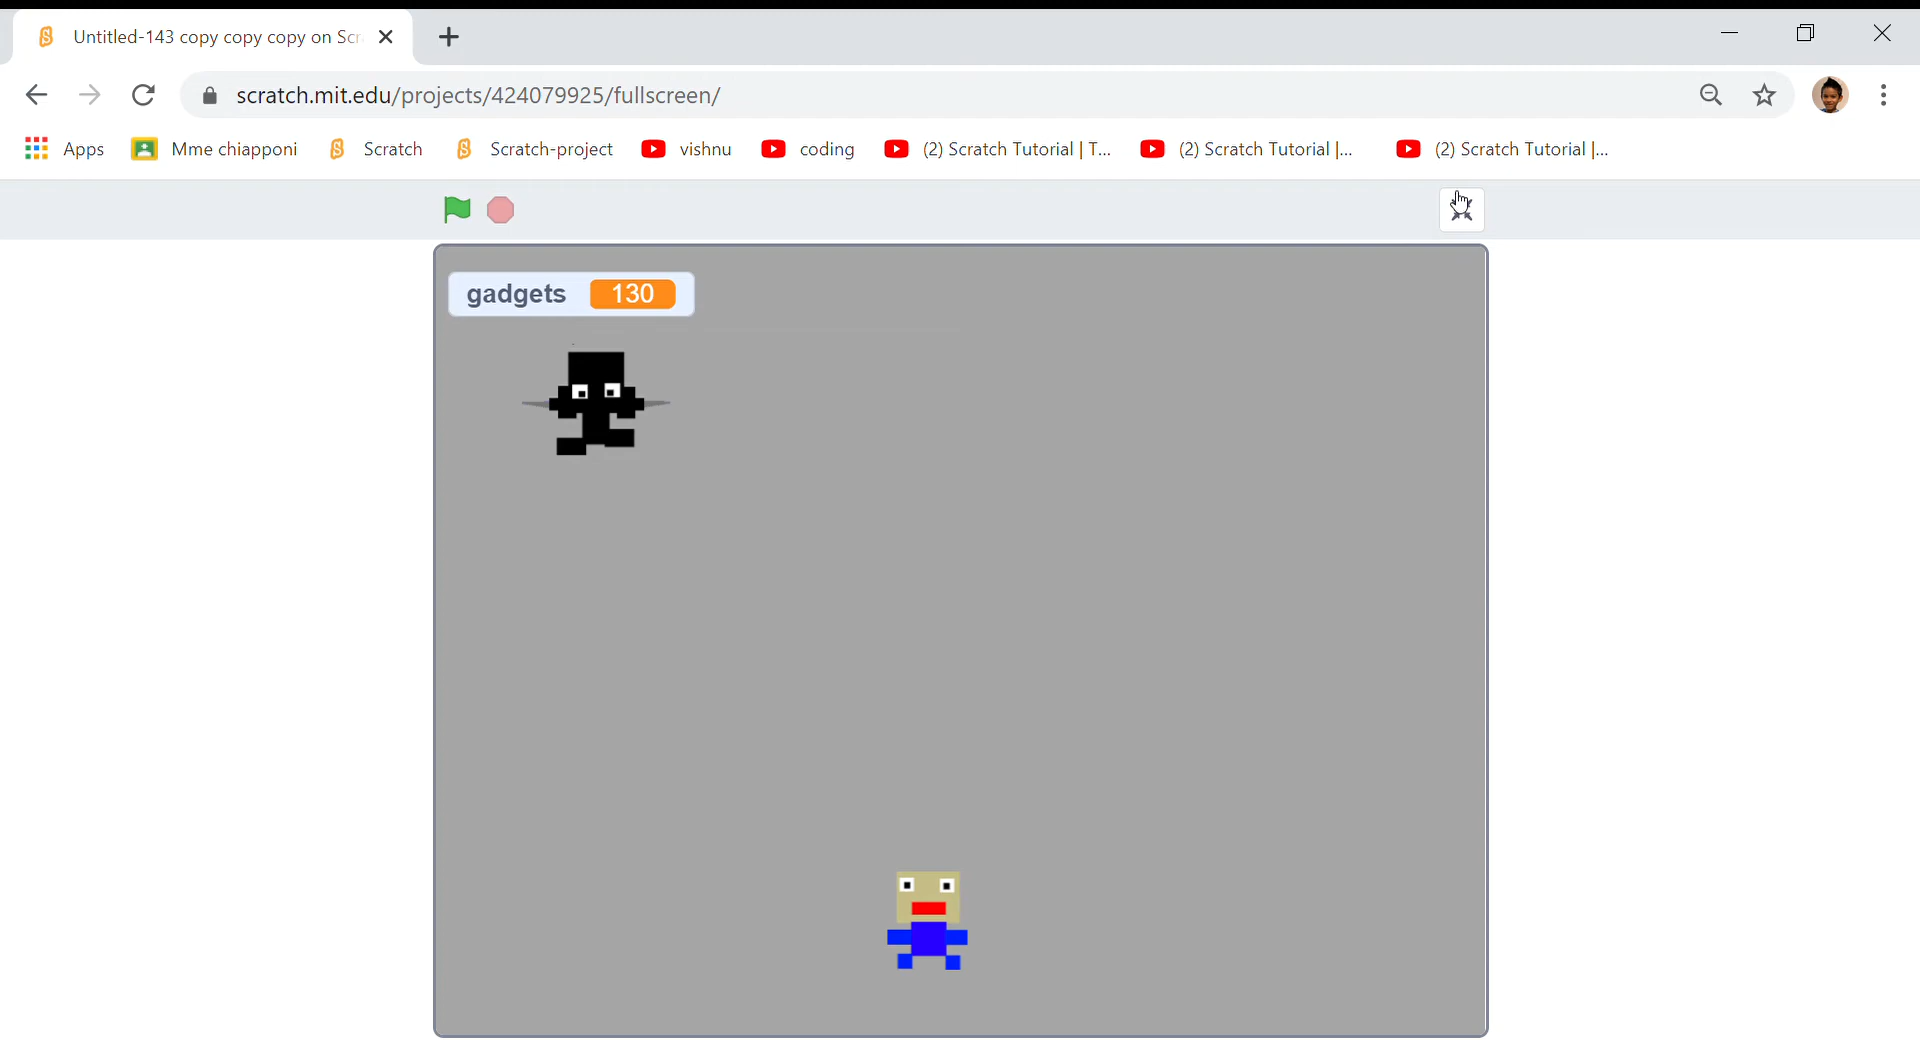 Untitled-143 copy copy copy on Scr
scratch.mit.edu/projects/424079925/fullscreen/
Apps Mme chiapponi Scratch Scratch-project vishnu coding (2) Scratch Tutorial | T... (2) Scratch Tutorial |... (2) Scratch Tutorial |...
gadgets 130